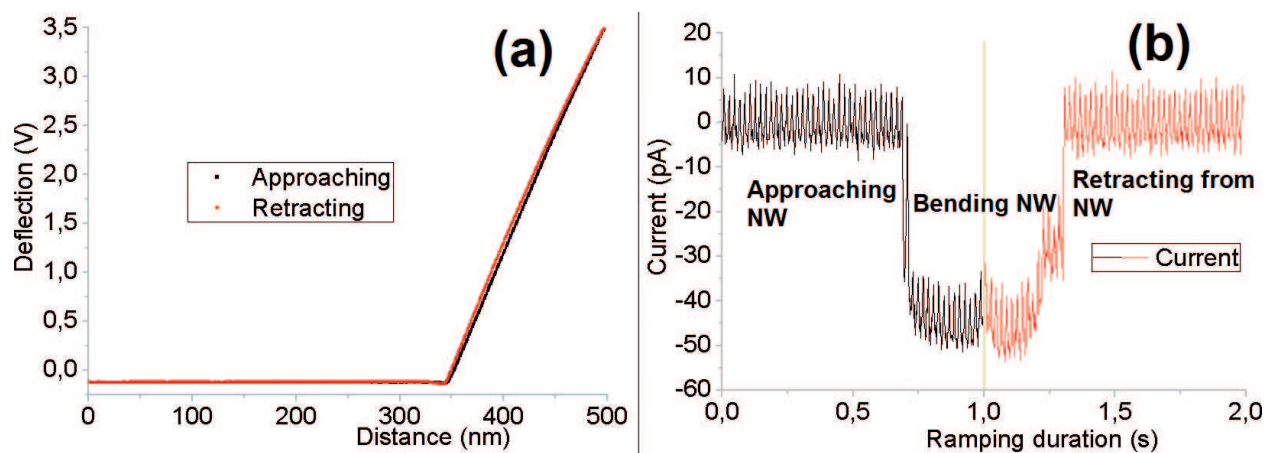 (a)
3,5
3,0
2,5
2,0
1,5
1,0
0,5
0,0
Deflection (V)
Approaching
Retracting
0
100
200
300
400
500
Distance (nm)
(b)
20
10
0
-10
-20
-30
-40
-50
-60
Current (pA)
Approaching
NW
Bending NW
Retracting from
NW
Current
0,0
0,5
1,0
1,5
2,0
Ramping duration (s)